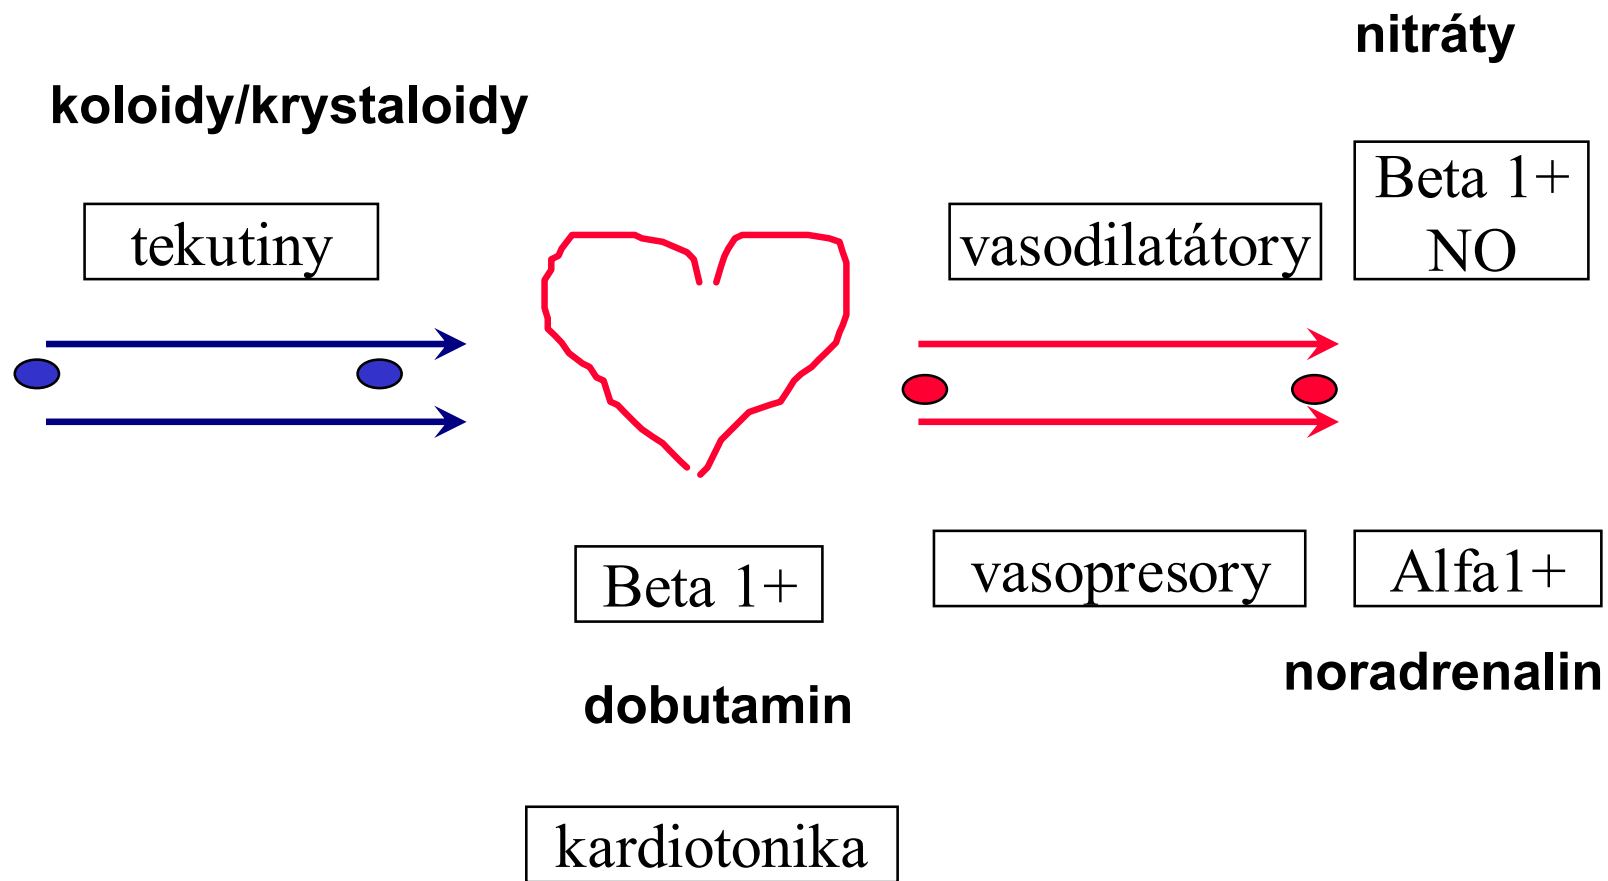 nitráty
koloidy/krystaloidy
Beta 1+
NO
tekutiny
vasodilatátory
Beta 1+
vasopresory
Alfa1+
noradrenalin
dobutamin
kardiotonika